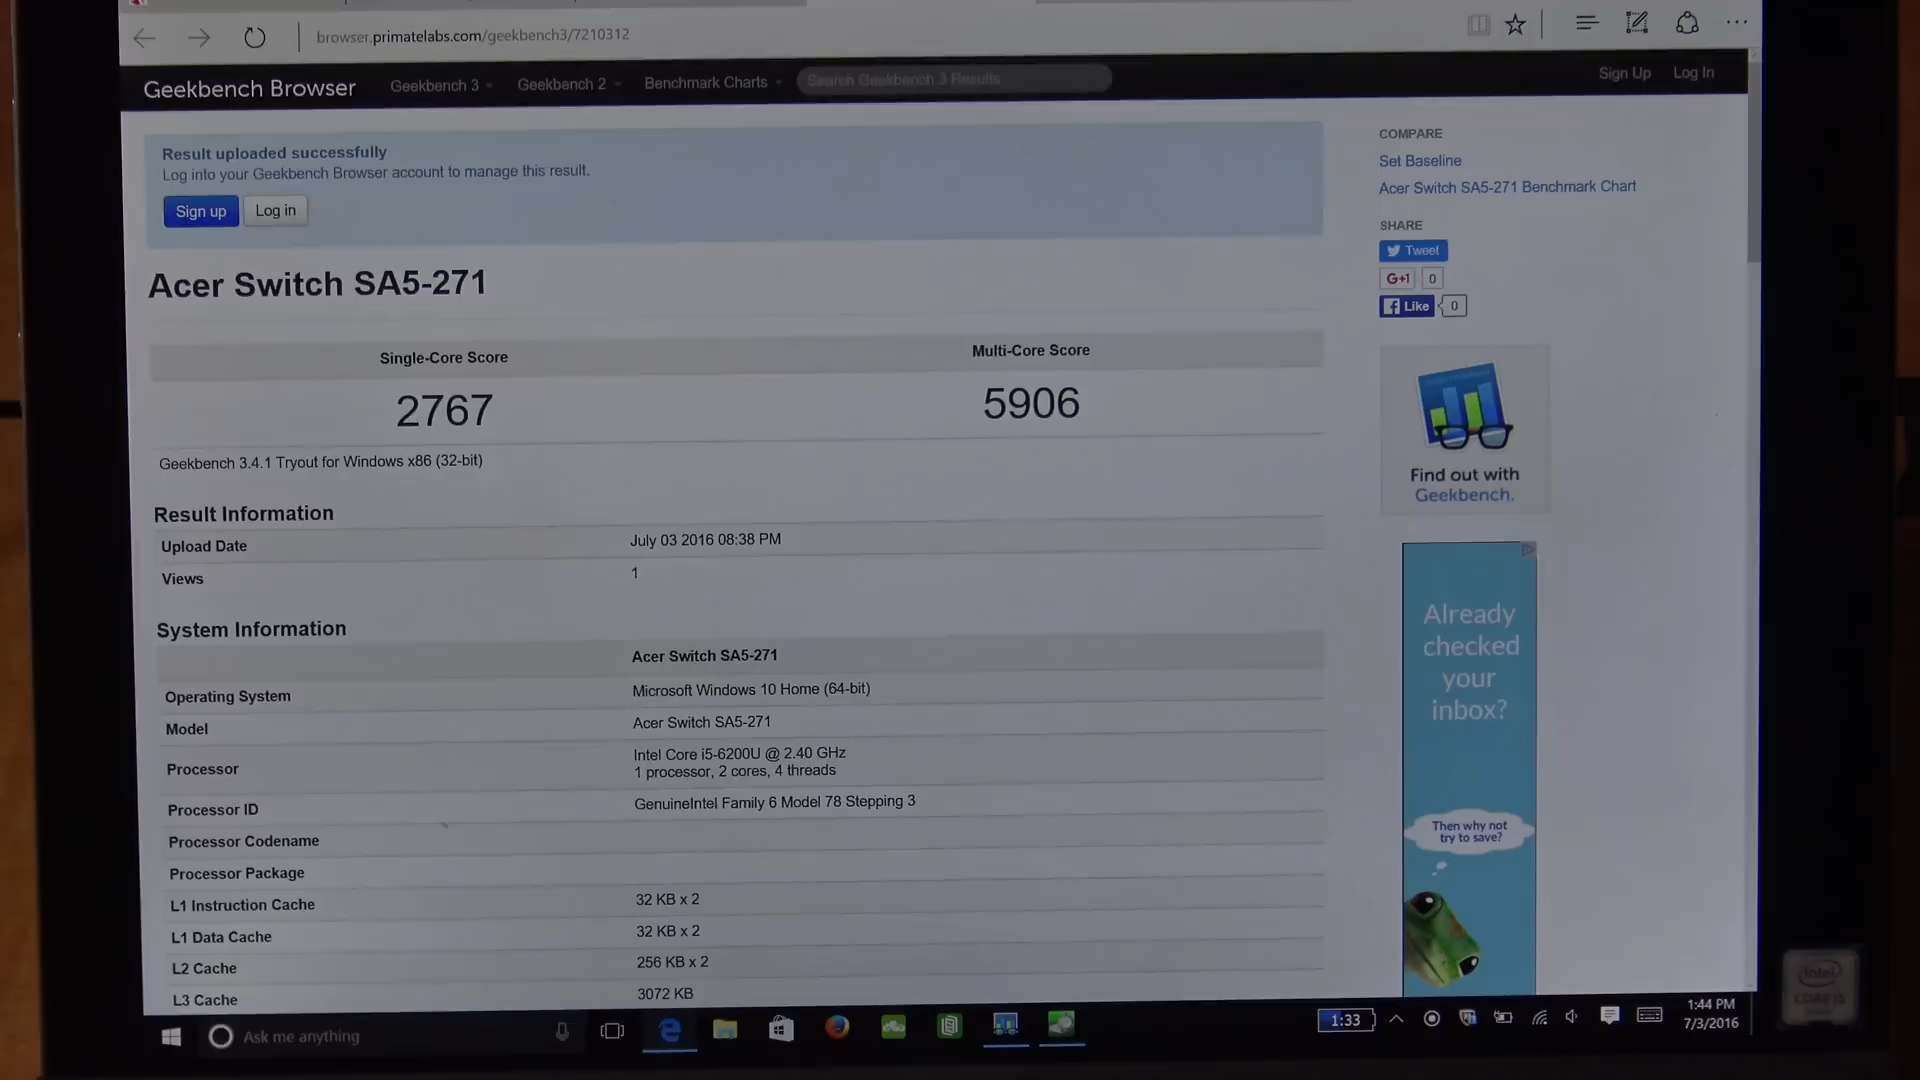 browser.primatelabs.com/geekbench3/7210312
Geekbench Browser
Geekbench 3
Geekbench 2
Benchmark Charts
Search Geekbench 3 Results
Sign Up
Log In
Result uploaded successfully
Log into your Geekbench Browser account to manage this result.
Sign up
Log in
COMPARE
Set Baseline
Acer Switch SA5-271 Benchmark Chart
SHARE
Tweet
G+1
0
Like
0
Acer Switch SA5-271
Single-Core Score
Multi-Core Score
2767
5906
Geekbench 3.4.1 Tryout for Windows x86 (32-bit)
Find out with
Geekbench.
Result Information
Upload Date
July 03 2016 08:38 PM
Views
1
System Information
Acer Switch SA5-271
Operating System
Microsoft Windows 10 Home (64-bit)
Model
Acer Switch SA5-271
Processor
Intel Core i5-6200U @ 2.40 GHz
1 processor, 2 cores, 4 threads
Processor ID
GenuineIntel Family 6 Model 78 Stepping 3
Processor Codename
Processor Package
L1 Instruction Cache
32 KB x 2
L1 Data Cache
32 KB x 2
L2 Cache
256 KB x 2
L3 Cache
3072 KB
Already
checked
your
inbox?
Then why not
try to save?
Ask me anything
1:33
1:44 PM
7/3/2016
intel
CORE i5